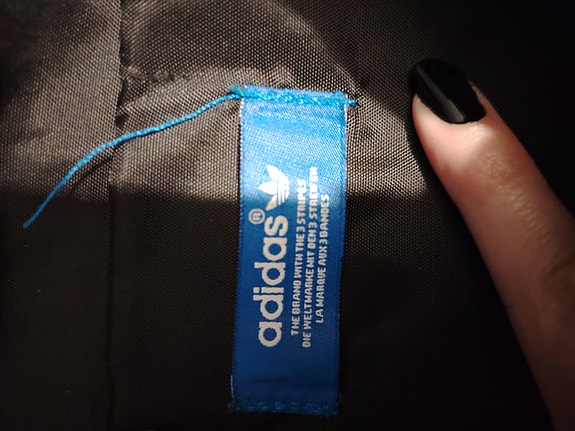 adidas®
THE BRAND WITH THE 3 STRIPES
DIE WELTMARKE MIT DEN 3 STREIFEN
LA MARQUE AUX 3 BANDES